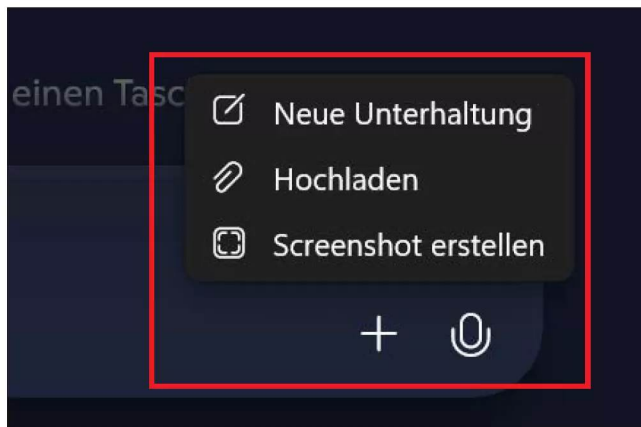 einen Tasc
Neue Unterhaltung
Hochladen
Screenshot erstellen